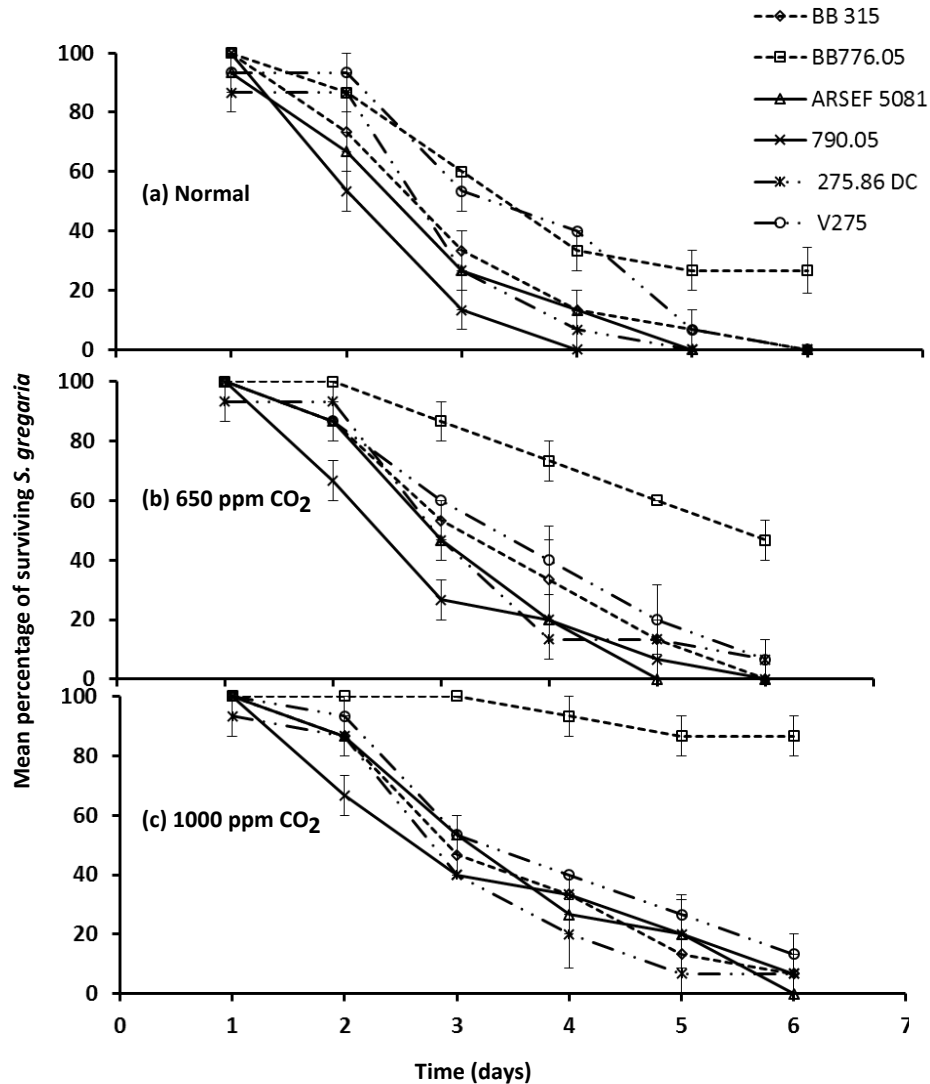 BB 315
BB776.05
ARSEF 5081
790.05
275.86 DC
V275
100
80
60
40
20
0
(a) Normal
100
80
60
40
20
0
(b) 650 ppm CO₂
100
80
60
40
20
0
(c) 1000 ppm CO₂
0 1 2 3 4 5 6 7
Time (days)
Mean percentage of surviving S. gregaria